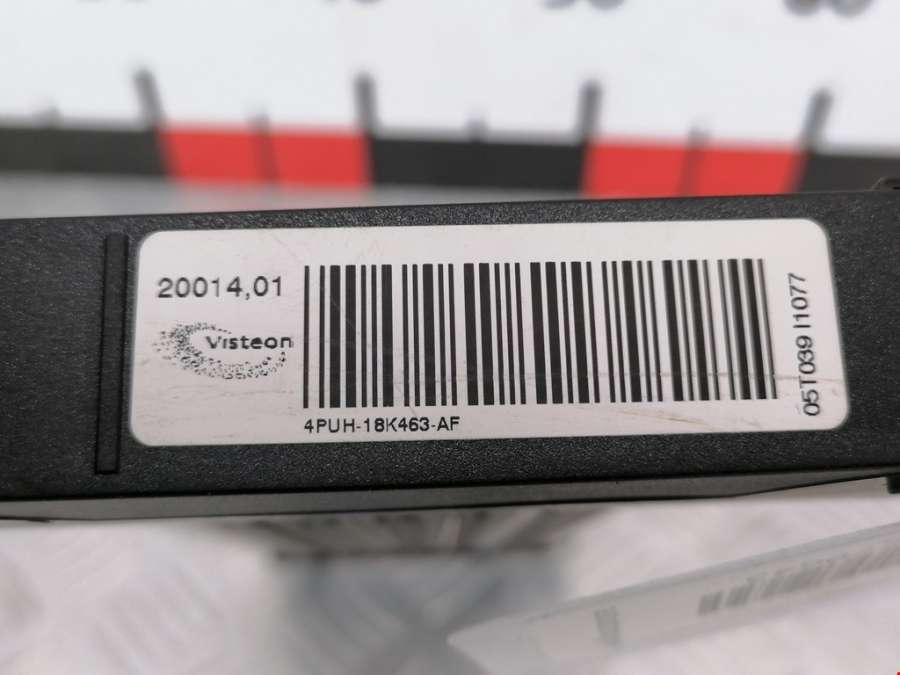 20014,01
Visteon
4PUH-18K463-AF
05T039 I1077